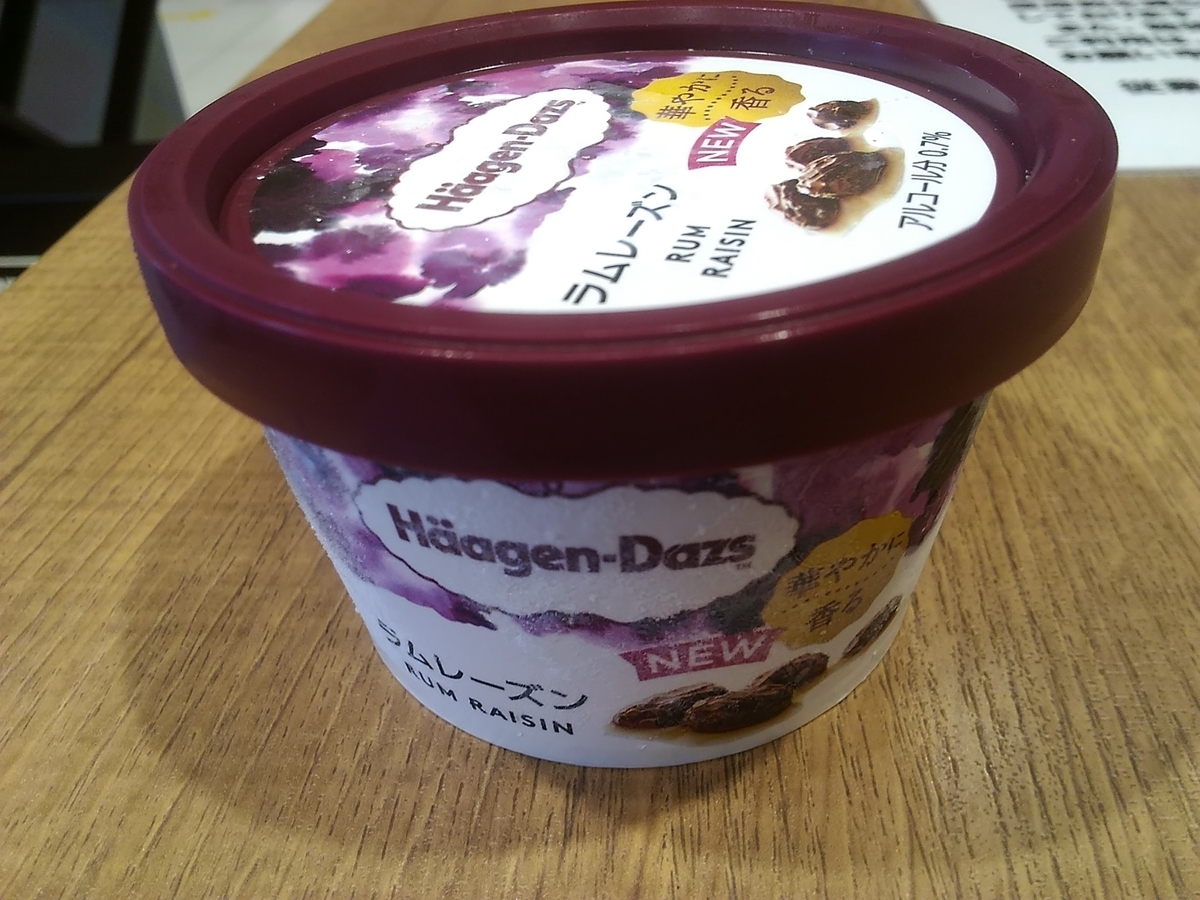 Häagen-Dazs
華やかに
香る
NEW
ラムレーズン
RUM
RAISIN
アルコール分 0.7%
Häagen-Dazs™
華やかに
香る
NEW
ラムレーズン
RUM RAISIN